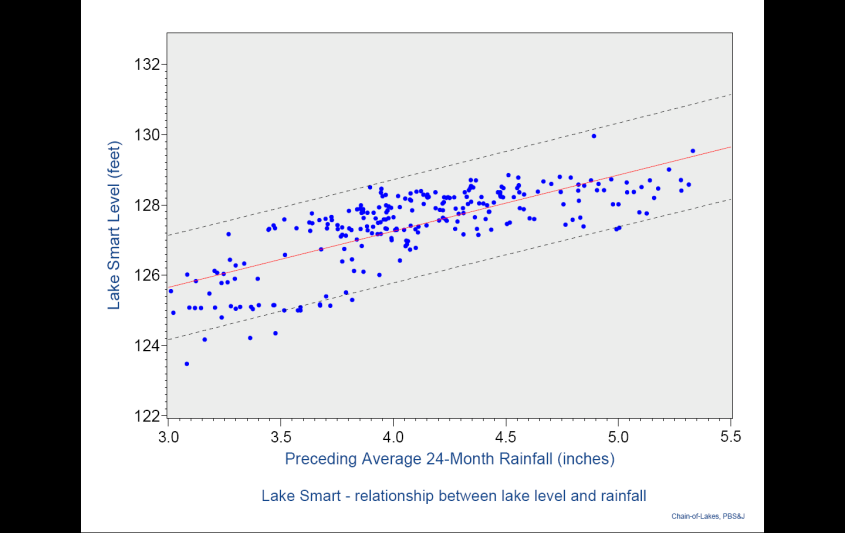 132
130
128
126
124
122
Lake Smart Level (feet)
3.0 3.5 4.0 4.5 5.0 5.5
Preceding Average 24-Month Rainfall (inches)
Lake Smart - relationship between lake level and rainfall
Chain-of-Lakes, PBS&J